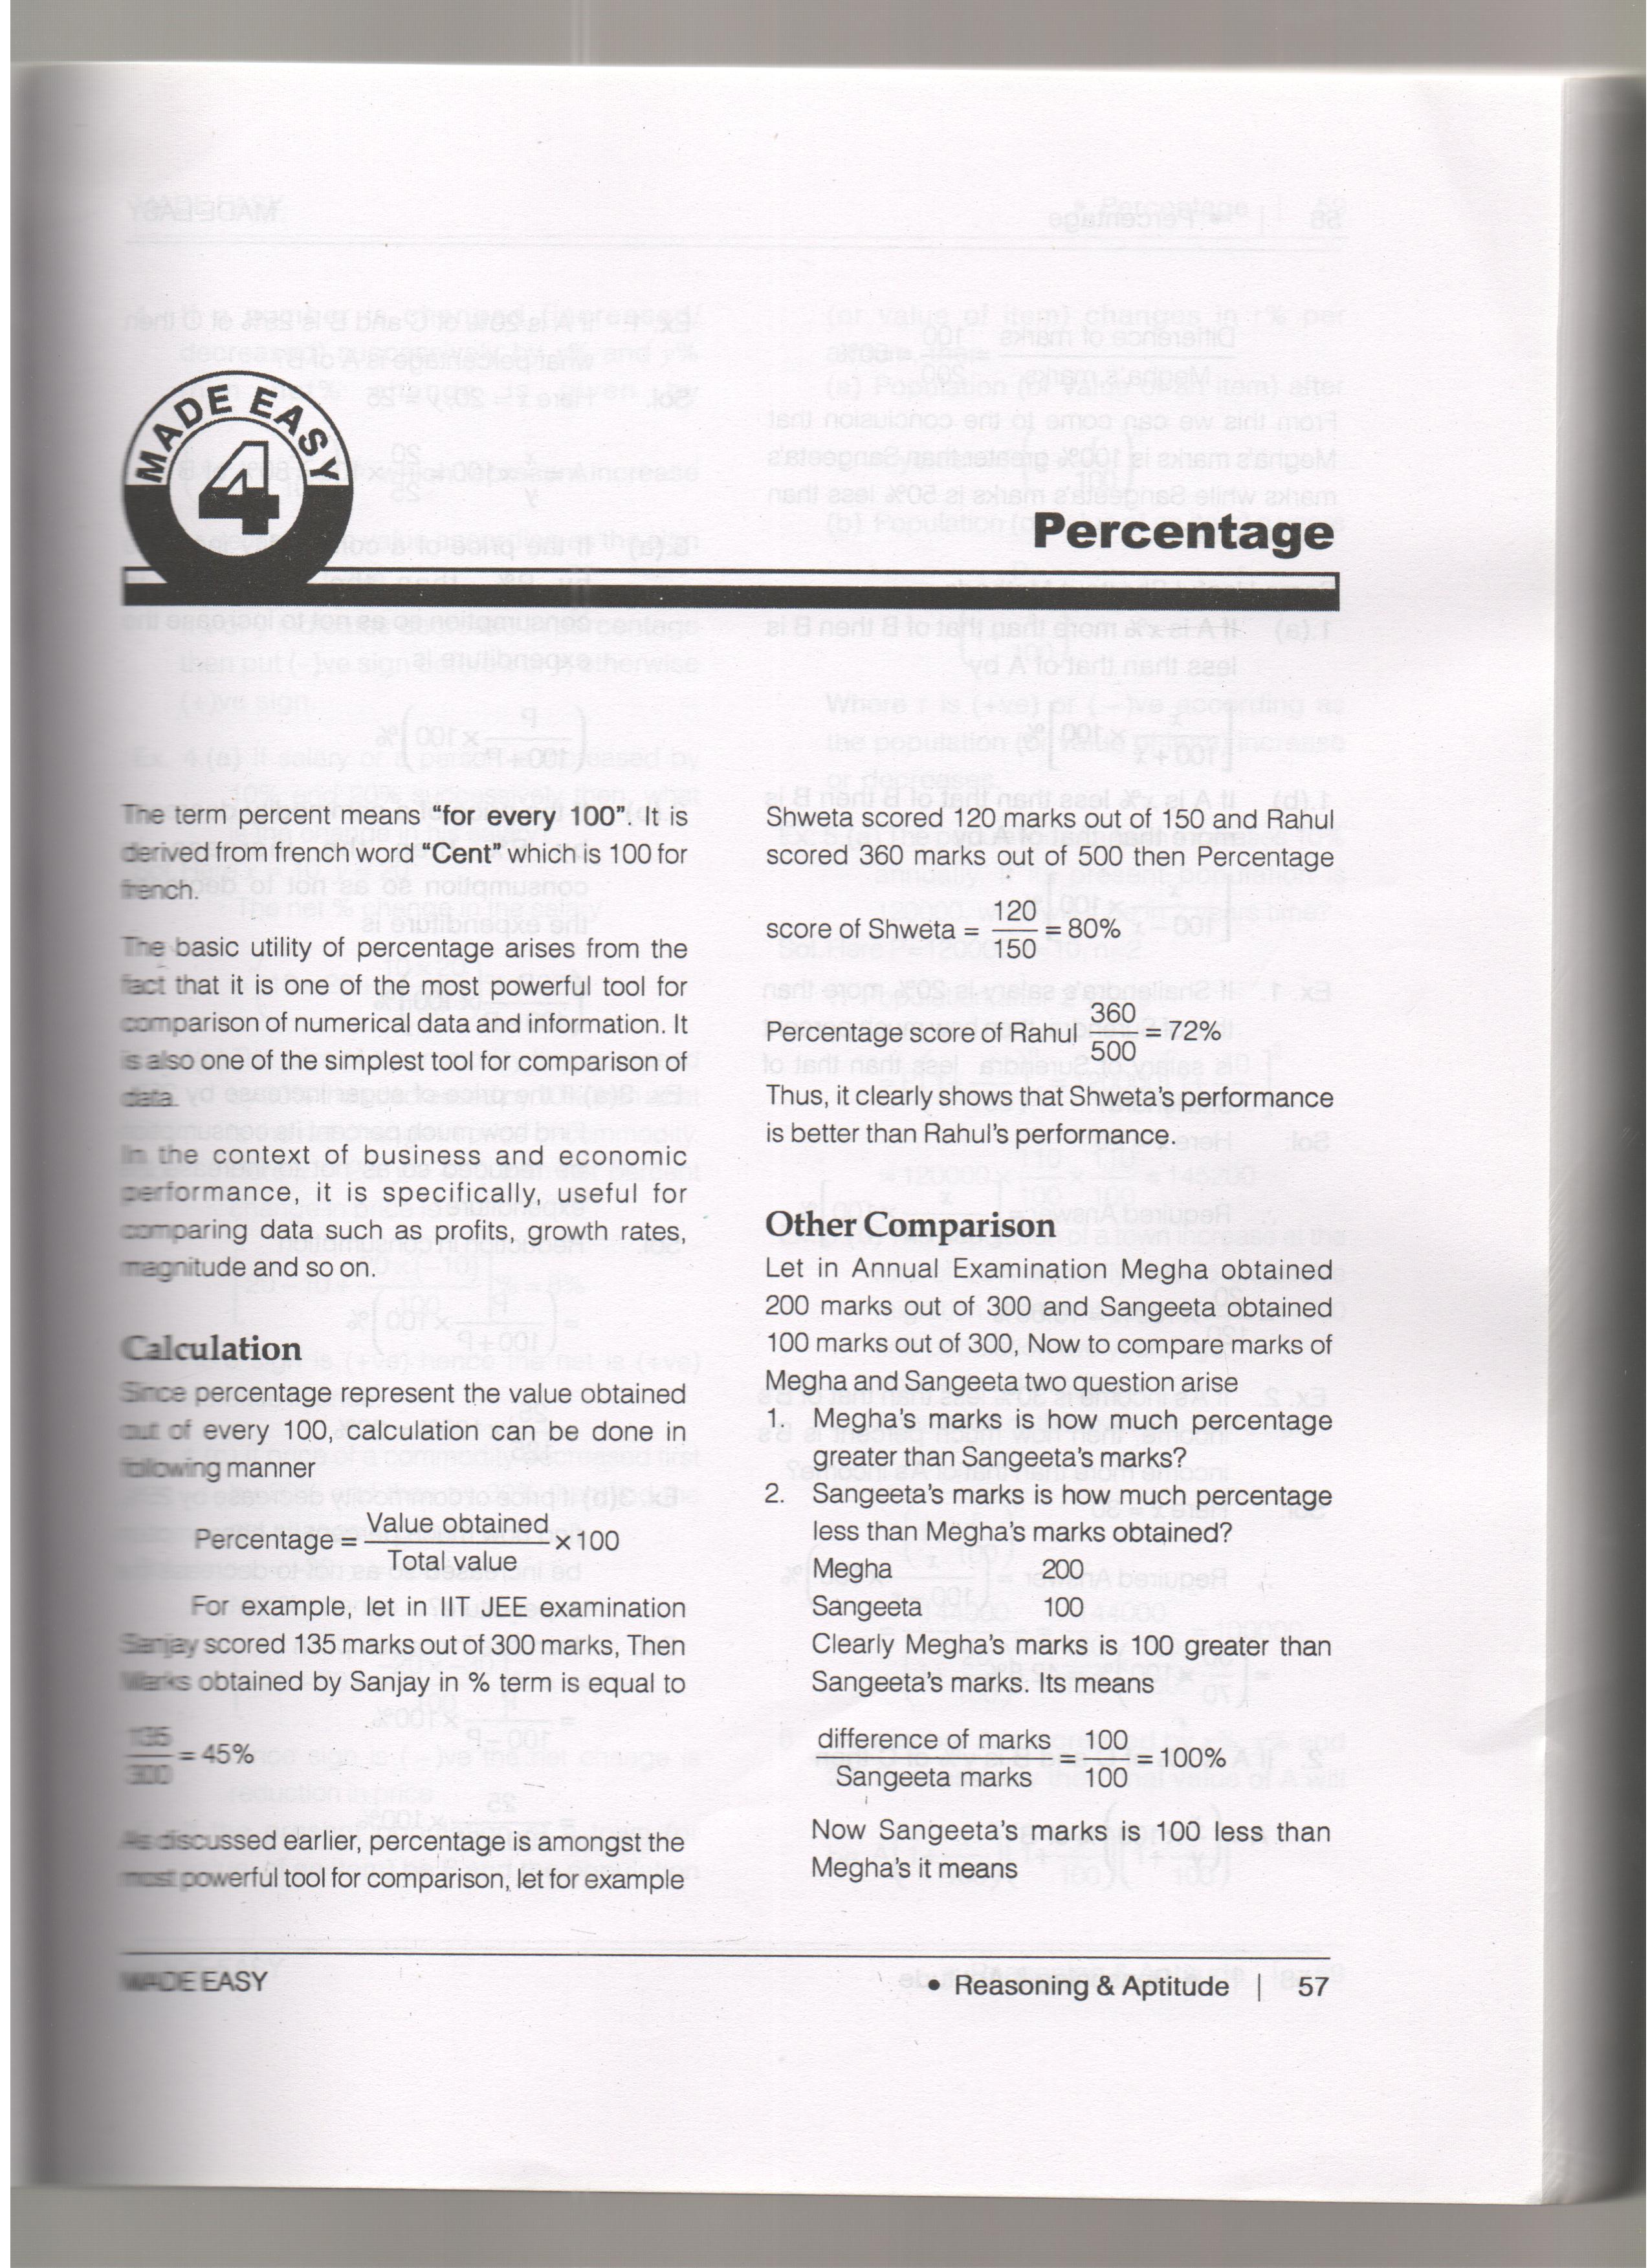 MADE EASY
4
Percentage
The term percent means “for every 100”. It is
derived from french word “Cent” which is 100 for
french.
The basic utility of percentage arises from the
fact that it is one of the most powerful tool for
comparison of numerical data and information. It
is also one of the simplest tool for comparison of
data.
In the context of business and economic
performance, it is specifically, useful for
comparing data such as profits, growth rates,
magnitude and so on.
Calculation
Since percentage represent the value obtained
out of every 100, calculation can be done in
following manner
Percentage = Value obtained / Total value × 100
For example, let in IIT JEE examination
Sanjay scored 135 marks out of 300 marks, Then
Marks obtained by Sanjay in % term is equal to
135/300 = 45%
As discussed earlier, percentage is amongst the
most powerful tool for comparison, let for example
Shweta scored 120 marks out of 150 and Rahul
scored 360 marks out of 500 then Percentage
score of Shweta = 120/150 = 80%
Percentage score of Rahul 360/500 = 72%
Thus, it clearly shows that Shweta’s performance
is better than Rahul’s performance.
Other Comparison
Let in Annual Examination Megha obtained
200 marks out of 300 and Sangeeta obtained
100 marks out of 300, Now to compare marks of
Megha and Sangeeta two question arise
1. Megha’s marks is how much percentage
greater than Sangeeta’s marks?
2. Sangeeta’s marks is how much percentage
less than Megha’s marks obtained?
Megha 200
Sangeeta 100
Clearly Megha’s marks is 100 greater than
Sangeeta’s marks. Its means
difference of marks / Sangeeta marks = 100/100 = 100%
Now Sangeeta’s marks is 100 less than
Megha’s it means
MADE EASY
• Reasoning & Aptitude | 57